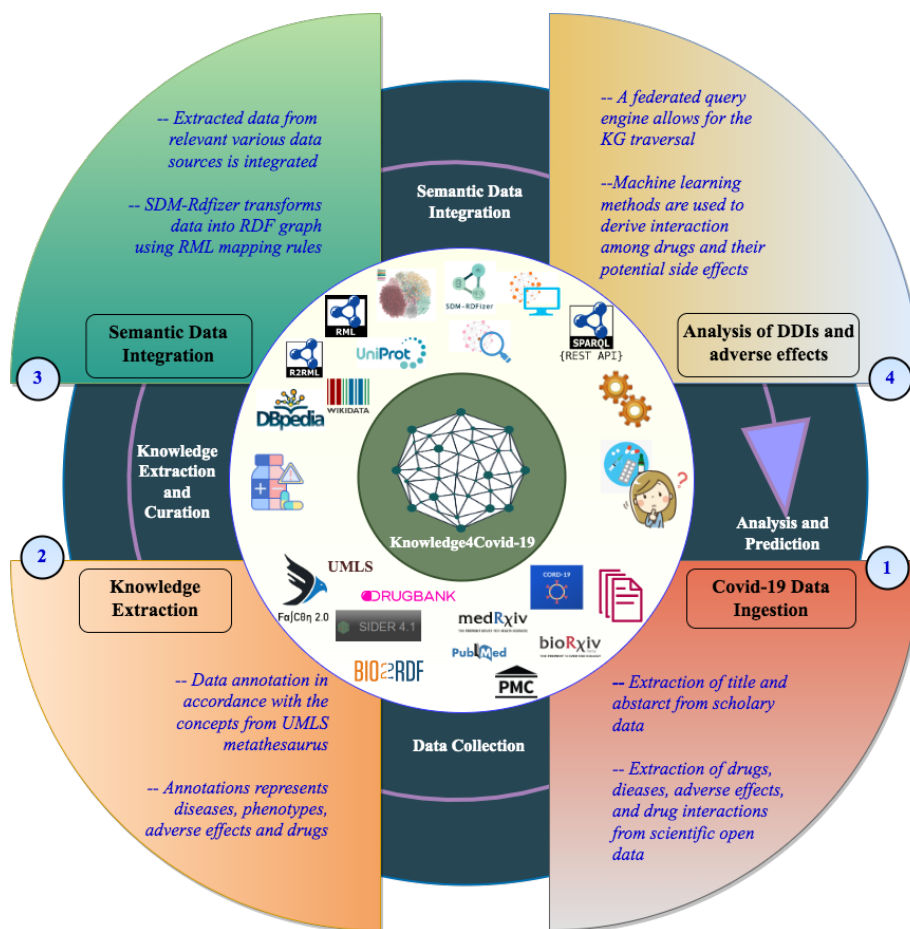 -- Extracted data from
relevant various data
sources is integrated
-- SDM-Rdfizer transforms
data into RDF graph
using RML mapping rules
Semantic Data
Integration
3
-- A federated query
engine allows for the
KG traversal
--Machine learning
methods are used to
derive interaction
among drugs and their
potential side effects
Analysis of DDIs and
adverse effects
4
Semantic Data
Integration
Knowledge
Extraction
and
Curation
Analysis and
Prediction
Data Collection
RML
SDM-RDFizer
SPARQL
{REST API}
R2RML
UniProt
DBpedia
WIKIDATA
?
Knowledge4Covid-19
UMLS
DRUGBANK
CORD-19
Fa∫Cθη 2.0
SIDER 4.1
medRxiv
bioRxiv
PubMed
BIO2RDF
PMC
2
Knowledge
Extraction
-- Data annotation in
accordance with the
concepts from UMLS
metathesaurus
-- Annotations represents
diseases, phenotypes,
adverse effects and drugs
1
Covid-19 Data
Ingestion
-- Extraction of title and
abstarct from scholary
data
-- Extraction of drugs,
dieases, adverse effects,
and drug interactions
from scientific open
data